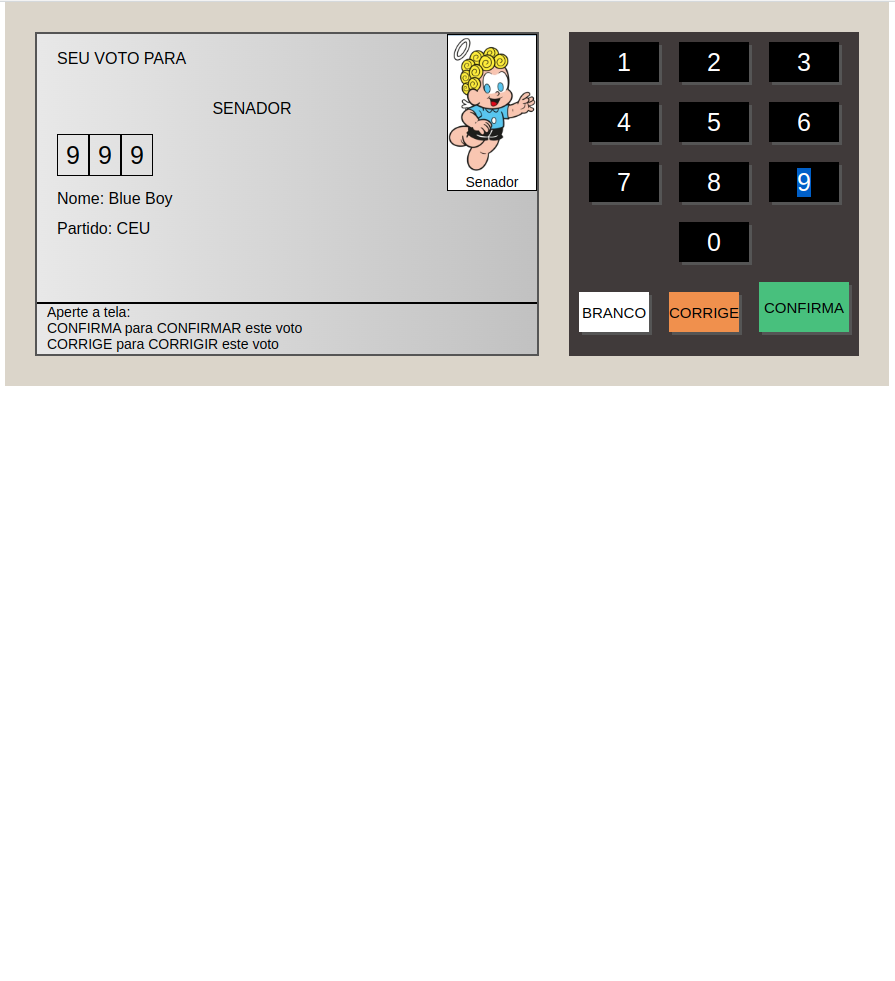 SEU VOTO PARA
SENADOR
9 9 9
Nome: Blue Boy
Partido: CEU
Senador
Aperte a tela:
CONFIRMA para CONFIRMAR este voto
CORRIGE para CORRIGIR este voto
1 2 3
4 5 6
7 8 9
0
BRANCO CORRIGE CONFIRMA